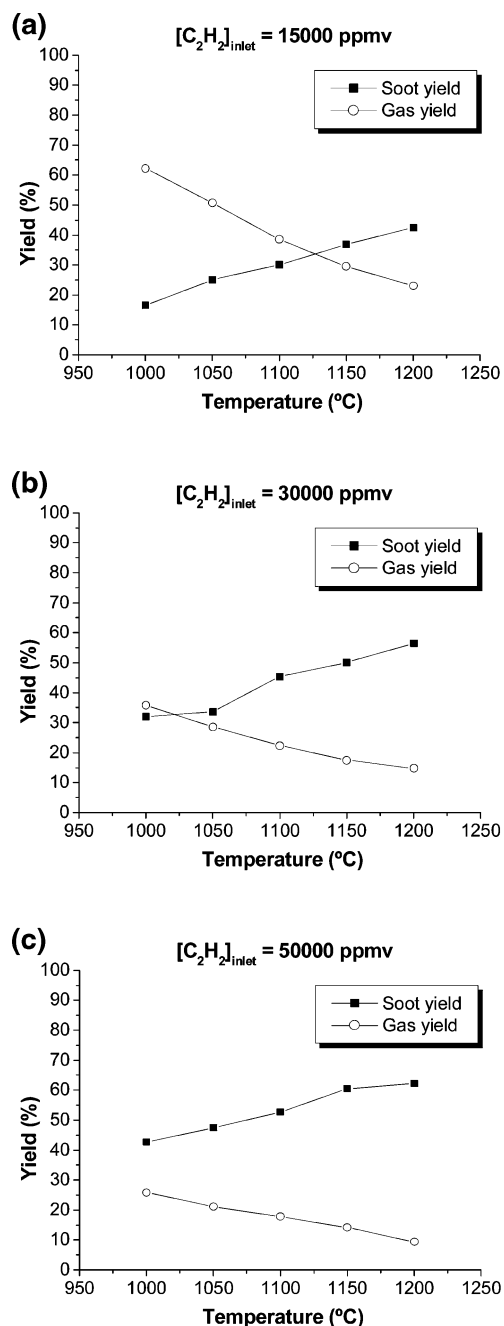 (a)
[C₂H₂]inlet = 15000 ppmv
Soot yield
Gas yield
100
90
80
70
60
50
40
30
20
10
0
Yield (%)
950 1000 1050 1100 1150 1200 1250
Temperature (ºC)
(b)
[C₂H₂]inlet = 30000 ppmv
Soot yield
Gas yield
100
90
80
70
60
50
40
30
20
10
0
Yield (%)
950 1000 1050 1100 1150 1200 1250
Temperature (ºC)
(c)
[C₂H₂]inlet = 50000 ppmv
Soot yield
Gas yield
100
90
80
70
60
50
40
30
20
10
0
Yield (%)
950 1000 1050 1100 1150 1200 1250
Temperature (ºC)